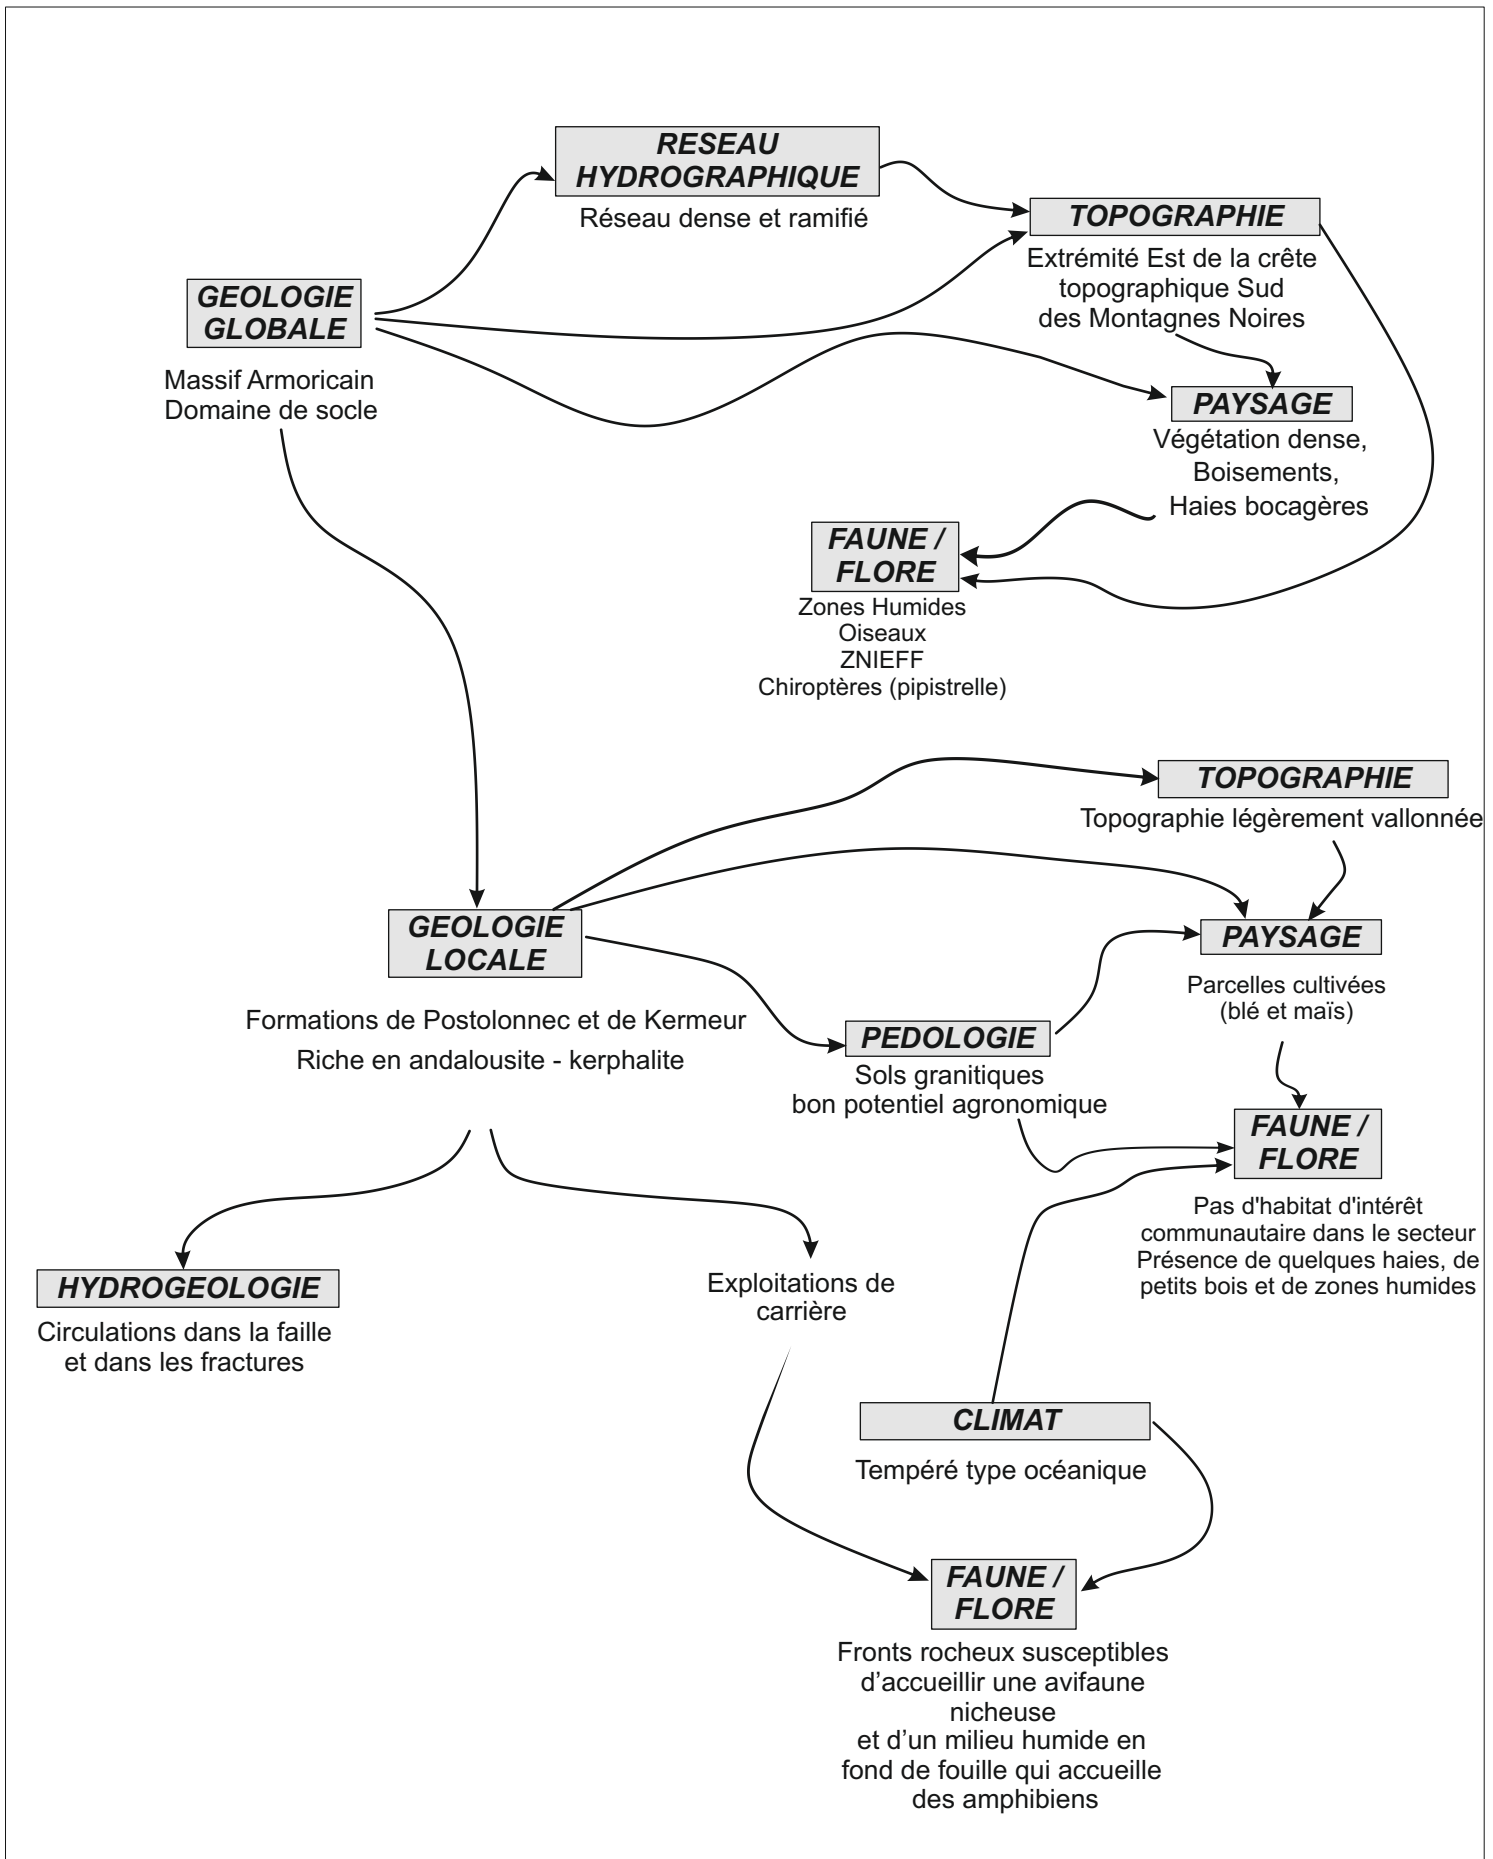 RESEAU
HYDROGRAPHIQUE
Réseau dense et ramifié
TOPOGRAPHIE
Extrémité Est de la crête
topographique Sud
des Montagnes Noires
GEOLOGIE
GLOBALE
Massif Armoricain
Domaine de socle
PAYSAGE
Végétation dense,
Boisements,
Haies bocagères
FAUNE /
FLORE
Zones Humides
Oiseaux
ZNIEFF
Chiroptères (pipistrelle)
TOPOGRAPHIE
Topographie légèrement vallonnée
GEOLOGIE
LOCALE
Formations de Postolonnec et de Kermeur
Riche en andalousite - kerphalite
PAYSAGE
Parcelles cultivées
(blé et maïs)
PEDOLOGIE
Sols granitiques
bon potentiel agronomique
FAUNE /
FLORE
Pas d'habitat d'intérêt
communautaire dans le secteur
Présence de quelques haies, de
petits bois et de zones humides
HYDROGEOLOGIE
Circulations dans la faille
et dans les fractures
Exploitations de
carrière
CLIMAT
Tempéré type océanique
FAUNE /
FLORE
Fronts rocheux susceptibles
d’accueillir une avifaune
nicheuse
et d’un milieu humide en
fond de fouille qui accueille
des amphibiens